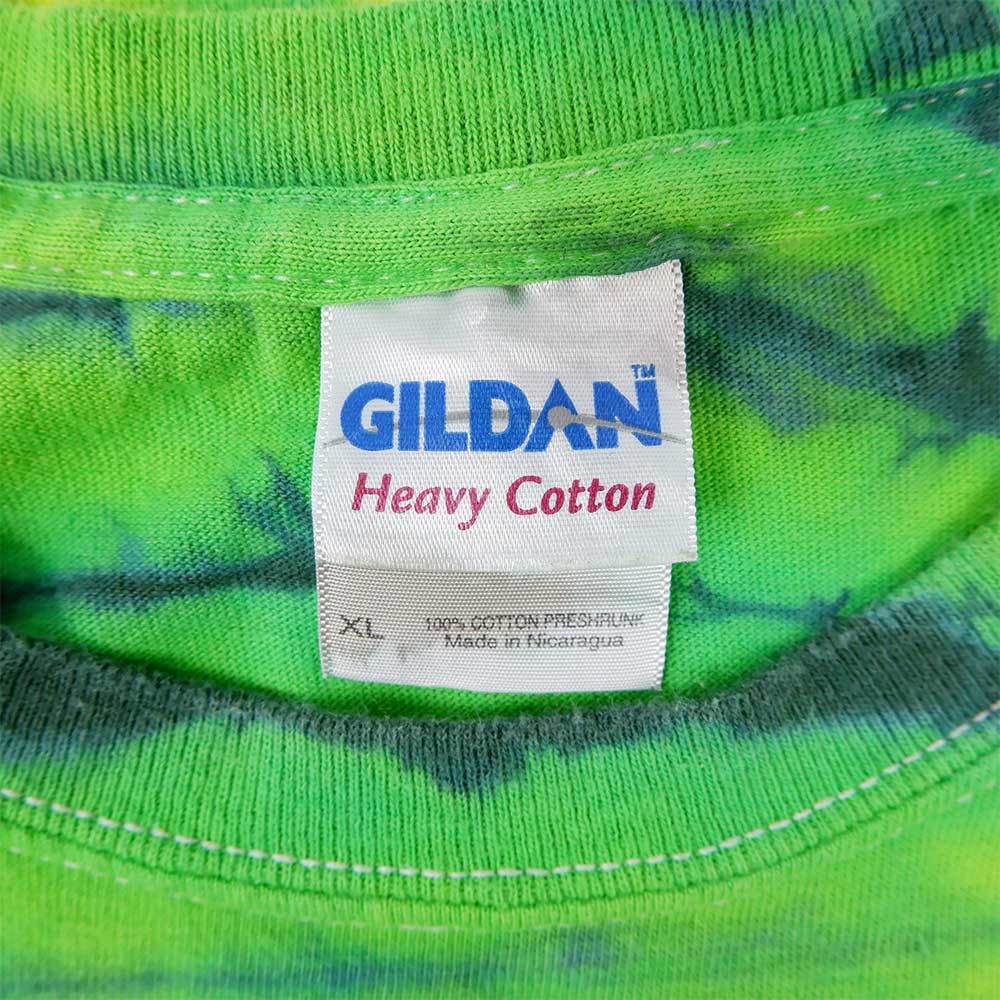 GILDAN™
Heavy Cotton
XL
100% COTTON PRESHRUNK
Made in Nicaragua